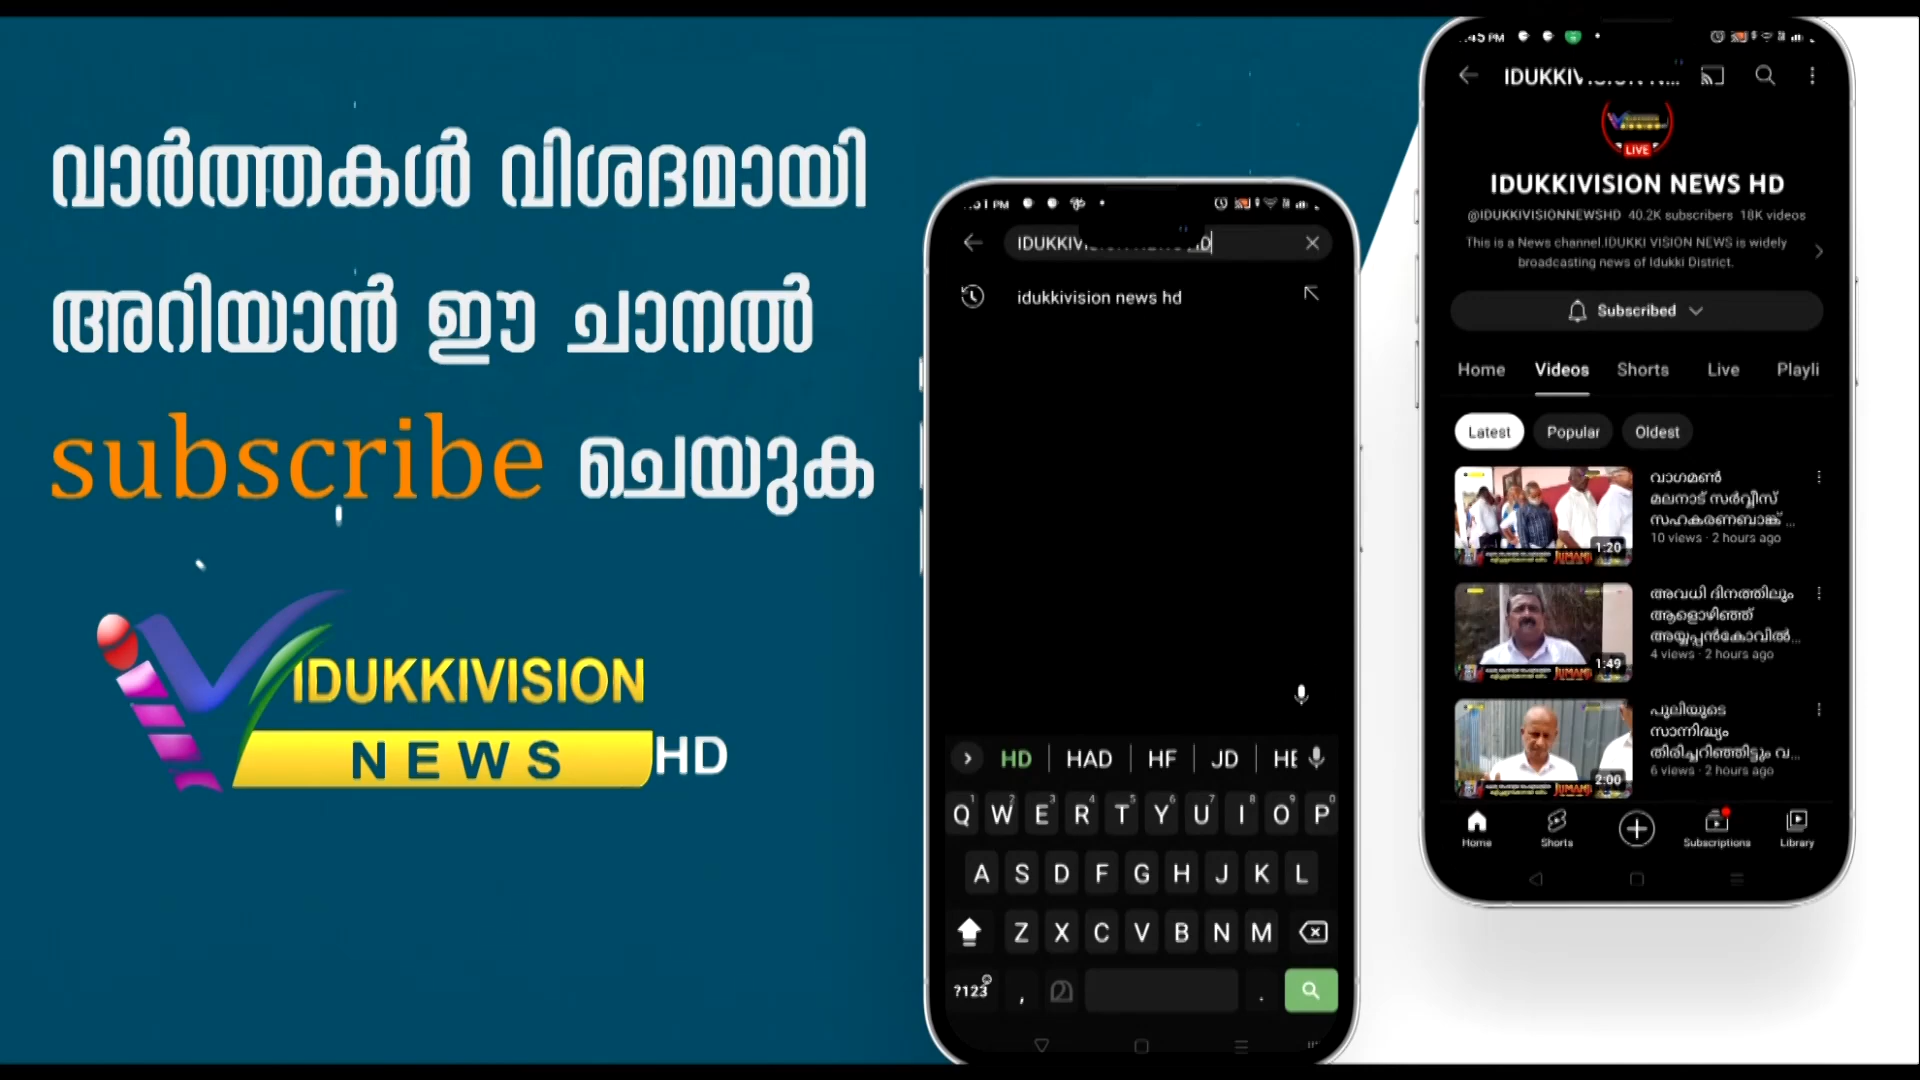 വാർത്തകൾ വിശദമായി
അറിയാൻ ഈ ചാനൽ
subscribe ചെയുക
IDUKKIVISION
NEWS HD
idukkivision news hd
HD HAD HF JD
Q W E R T Y U I O P
A S D F G H J K L
Z X C V B N M
?123 , .
LIVE
IDUKKIVISION NEWS HD
@IDUKKIVISIONNEWSHD 40.2K subscribers 18K videos
This is a News channel.IDUKKI VISION NEWS is widely
broadcasting news of Idukki District.
Subscribed
Home Videos Shorts Live Playli
Latest Popular Oldest
വാഗമൺ
മലനാട് സർവ്വീസ്
സഹകരണബാങ്ക് ...
10 views · 2 hours ago
1:20
അവധി ദിനത്തിലും
ആളൊഴിഞ്ഞ്
അയ്യപ്പൻകോവിൽ...
4 views · 2 hours ago
1:49
പുലിയുടെ
സാന്നിദ്ധ്യം
തിരിച്ചറിഞ്ഞിട്ടും വ...
6 views · 2 hours ago
2:00
Home Shorts Subscriptions Library